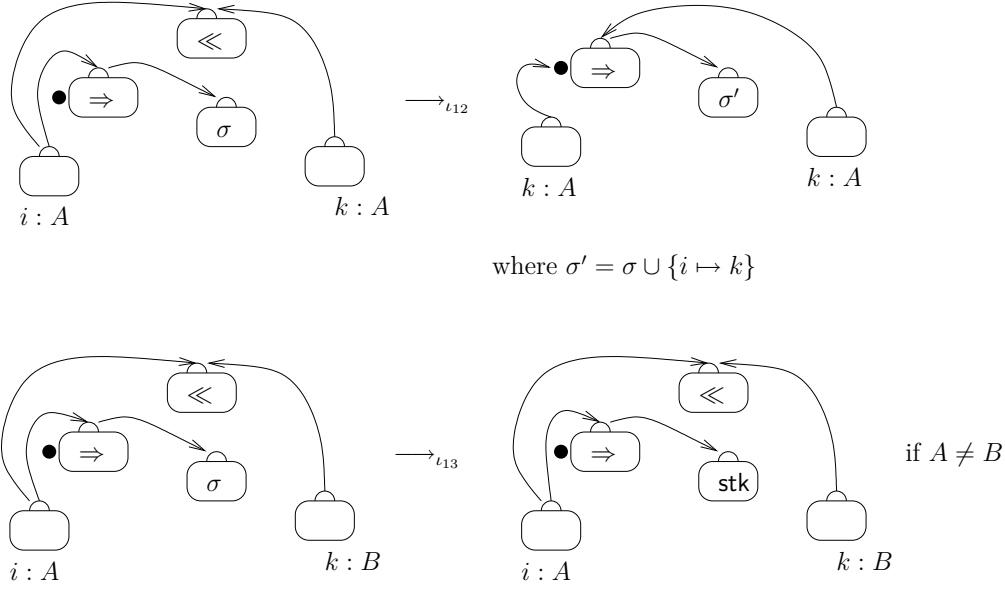 ≪
⇒
σ
i : A
k : A
⟶ι12
⇒
σ′
k : A
k : A
where σ′ = σ ∪ {i ↦ k}
≪
⇒
σ
i : A
k : B
⟶ι13
≪
⇒
stk
i : A
k : B
if A ≠ B